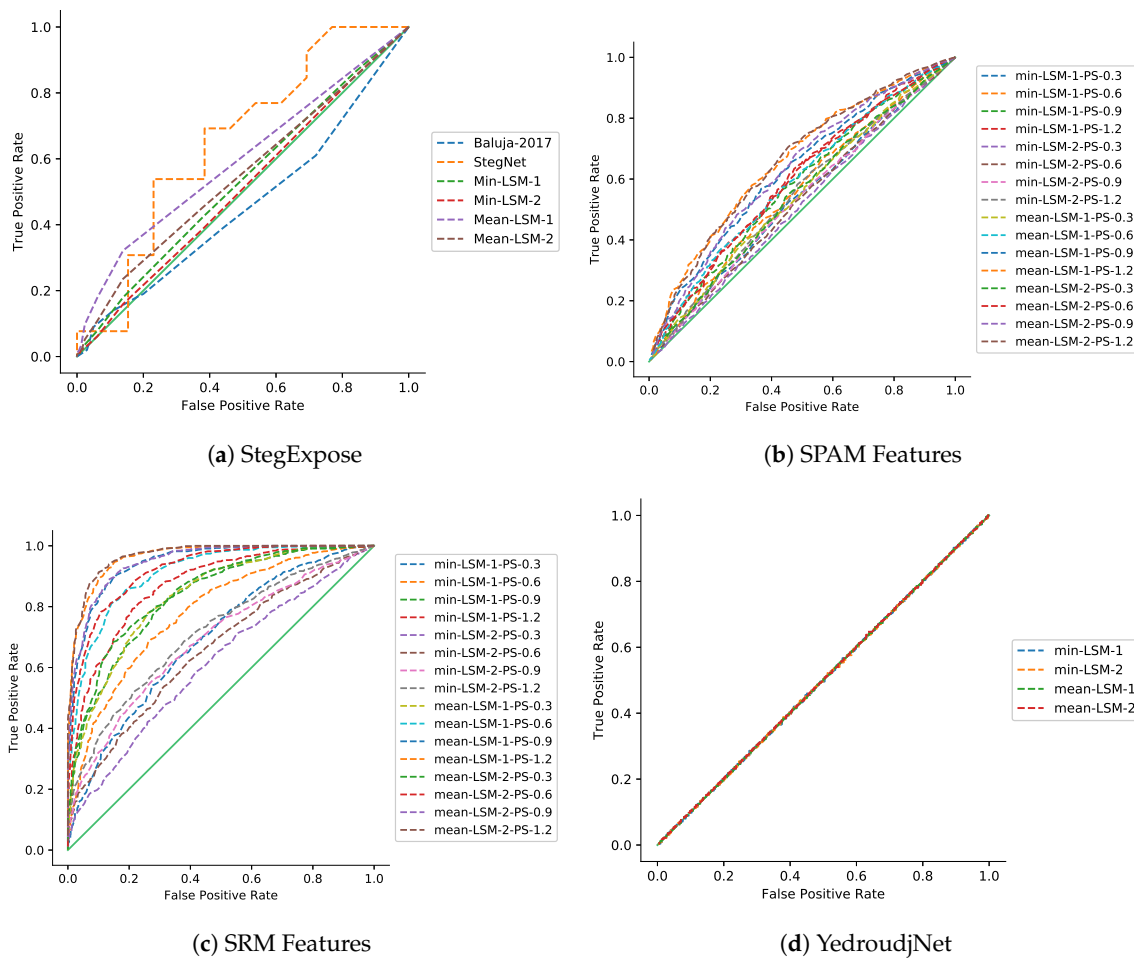 1.0
0.8
0.6
0.4
0.2
0.0
True Positive Rate
0.0 0.2 0.4 0.6 0.8 1.0
False Positive Rate
Baluja-2017
StegNet
Min-LSM-1
Min-LSM-2
Mean-LSM-1
Mean-LSM-2
(a) StegExpose
1.0
0.8
0.6
0.4
0.2
0.0
True Positive Rate
0.0 0.2 0.4 0.6 0.8 1.0
False Positive Rate
min-LSM-1-PS-0.3
min-LSM-1-PS-0.6
min-LSM-1-PS-0.9
min-LSM-1-PS-1.2
min-LSM-2-PS-0.3
min-LSM-2-PS-0.6
min-LSM-2-PS-0.9
min-LSM-2-PS-1.2
mean-LSM-1-PS-0.3
mean-LSM-1-PS-0.6
mean-LSM-1-PS-0.9
mean-LSM-1-PS-1.2
mean-LSM-2-PS-0.3
mean-LSM-2-PS-0.6
mean-LSM-2-PS-0.9
mean-LSM-2-PS-1.2
(b) SPAM Features
1.0
0.8
0.6
0.4
0.2
0.0
True Positive Rate
0.0 0.2 0.4 0.6 0.8 1.0
False Positive Rate
min-LSM-1-PS-0.3
min-LSM-1-PS-0.6
min-LSM-1-PS-0.9
min-LSM-1-PS-1.2
min-LSM-2-PS-0.3
min-LSM-2-PS-0.6
min-LSM-2-PS-0.9
min-LSM-2-PS-1.2
mean-LSM-1-PS-0.3
mean-LSM-1-PS-0.6
mean-LSM-1-PS-0.9
mean-LSM-1-PS-1.2
mean-LSM-2-PS-0.3
mean-LSM-2-PS-0.6
mean-LSM-2-PS-0.9
mean-LSM-2-PS-1.2
(c) SRM Features
1.0
0.8
0.6
0.4
0.2
0.0
True Positive Rate
0.0 0.2 0.4 0.6 0.8 1.0
False Positive Rate
min-LSM-1
min-LSM-2
mean-LSM-1
mean-LSM-2
(d) YedroudjNet